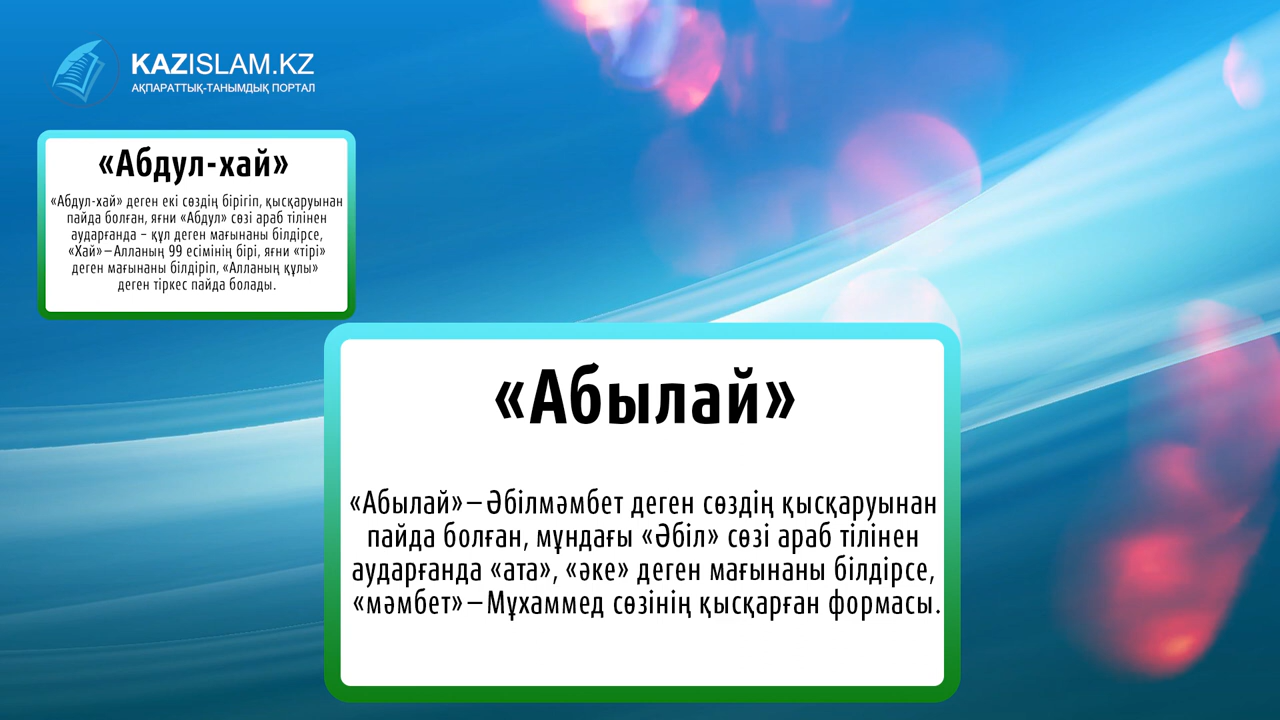 KAZISLAM.KZ
АҚПАРАТТЫҚ-ТАНЫМДЫҚ ПОРТАЛ
«Абдул-хай»
«Абдул-хай» деген екі сөздің бірігіп, қысқаруынан
пайда болған, яғни «Абдул» сөзі араб тілінен
аударғанда – құл деген мағынаны білдірсе,
«Хай»–Алланың 99 есімінің бірі, яғни «тірі»
деген мағынаны білдіріп, «Алланың құлы»
деген тіркес пайда болады.
«Абылай»
«Абылай»–Әбілмәмбет деген сөздің қысқаруынан
пайда болған, мұндағы «Әбіл» сөзі араб тілінен
аударғанда «ата», «әке» деген мағынаны білдірсе,
«мәмбет»–Мұхаммед сөзінің қысқарған формасы.